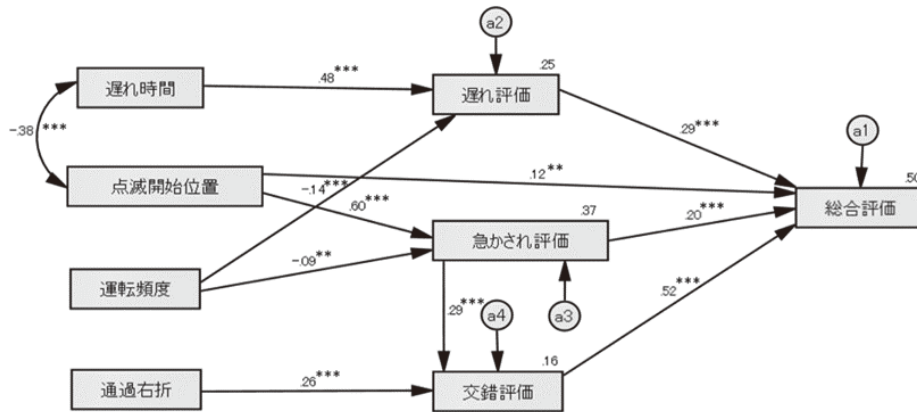 a2
.25
遅れ時間
.48***
遅れ評価
-.38 ***
.29***
a1
.50
点滅開始位置
.12**
総合評価
-.14***
.60***
.37
.20***
急かされ評価
運転頻度
-.09**
.52***
.29***
a4
a3
.16
通過右折
.26***
交錯評価